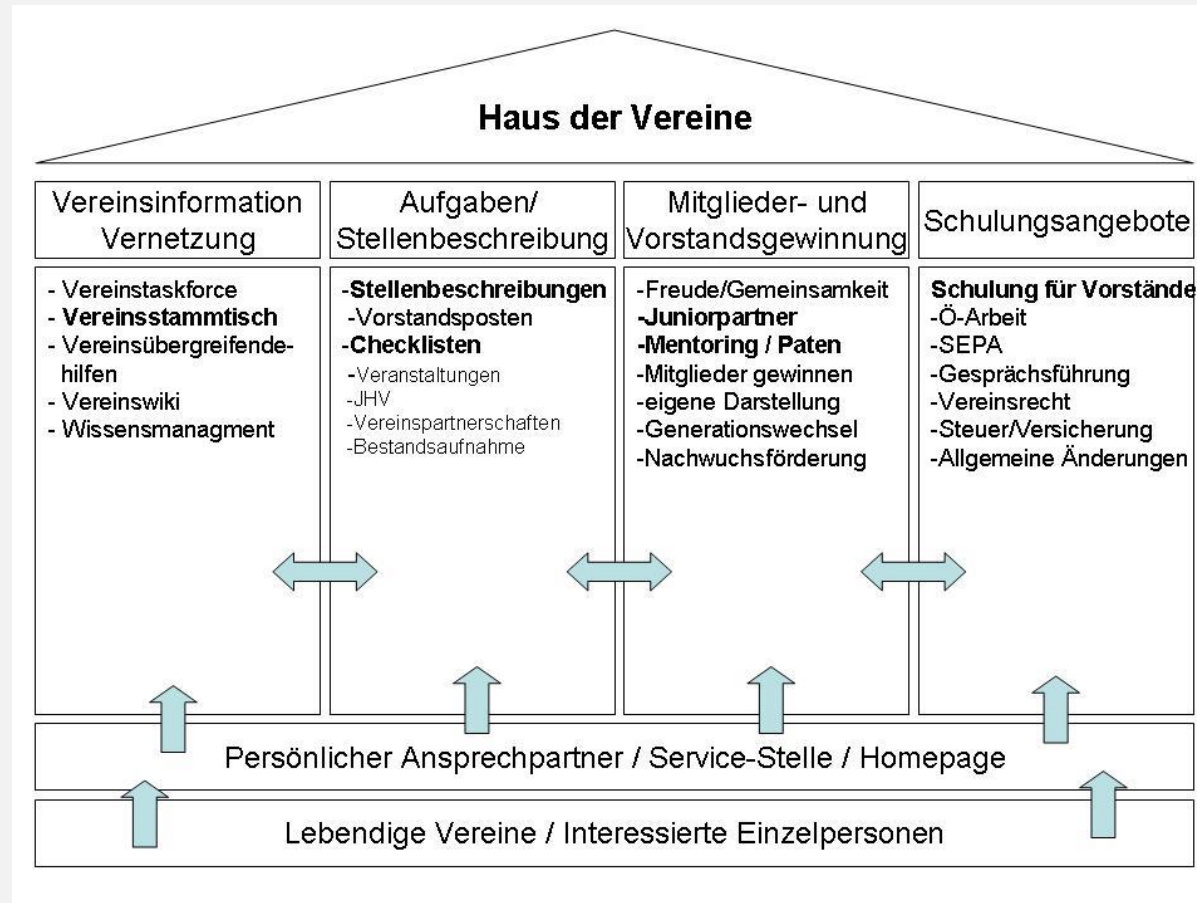 Haus der Vereine
Vereinsinformation
Vernetzung
- Vereinstaskforce
- Vereinsstammtisch
- Vereinsübergreifende-
hilfen
- Vereinswiki
- Wissensmanagment
Aufgaben/
Stellenbeschreibung
-Stellenbeschreibungen
-Vorstandsposten
-Checklisten
-Veranstaltungen
-JHV
-Vereinspartnerschaften
-Bestandsaufnahme
Mitglieder- und
Vorstandsgewinnung
-Freude/Gemeinsamkeit
-Juniorpartner
-Mentoring / Paten
-Mitglieder gewinnen
-eigene Darstellung
-Generationswechsel
-Nachwuchsförderung
Schulungsangebote
Schulung für Vorstände
-Ö-Arbeit
-SEPA
-Gesprächsführung
-Vereinsrecht
-Steuer/Versicherung
-Allgemeine Änderungen
Persönlicher Ansprechpartner / Service-Stelle / Homepage
Lebendige Vereine / Interessierte Einzelpersonen